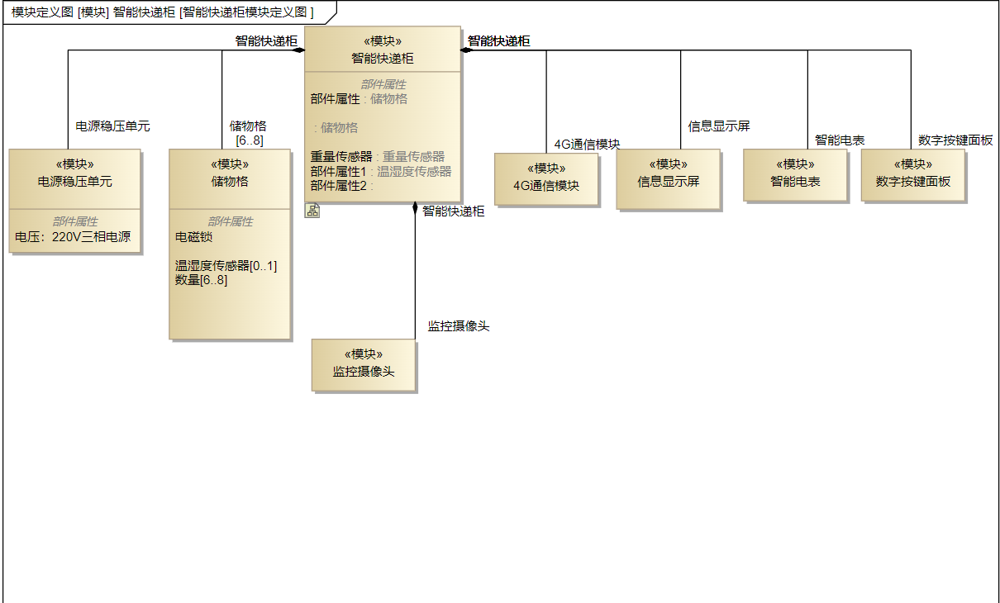 模块定义图 [模块] 智能快递柜 [智能快递柜模块定义图 ]
智能快递柜
«模块»
智能快递柜
智能快递柜
部件属性
部件属性 : 储物格
: 储物格
重量传感器 : 重量传感器
部件属性1 : 温湿度传感器
部件属性2 :
电源稳压单元
储物格
[6..8]
4G通信模块
信息显示屏
智能电表
数字按键面板
«模块»
电源稳压单元
部件属性
电压：220V三相电源
«模块»
储物格
部件属性
电磁锁
温湿度传感器[0..1]
数量[6..8]
«模块»
4G通信模块
«模块»
信息显示屏
«模块»
智能电表
«模块»
数字按键面板
智能快递柜
监控摄像头
«模块»
监控摄像头